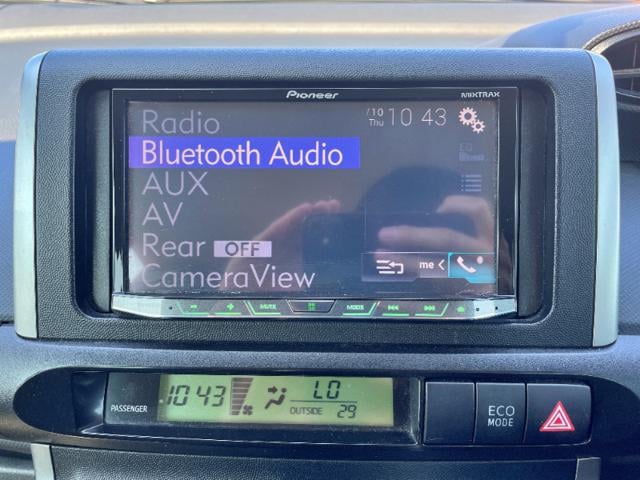 Pioneer MIXTRAX
/10 Thu 10 43
Radio
Bluetooth Audio
EQ
AUX
AV
Rear OFF
me <
CameraView
MUTE MODE
10 43 LO
PASSENGER OUTSIDE 29
ECO MODE